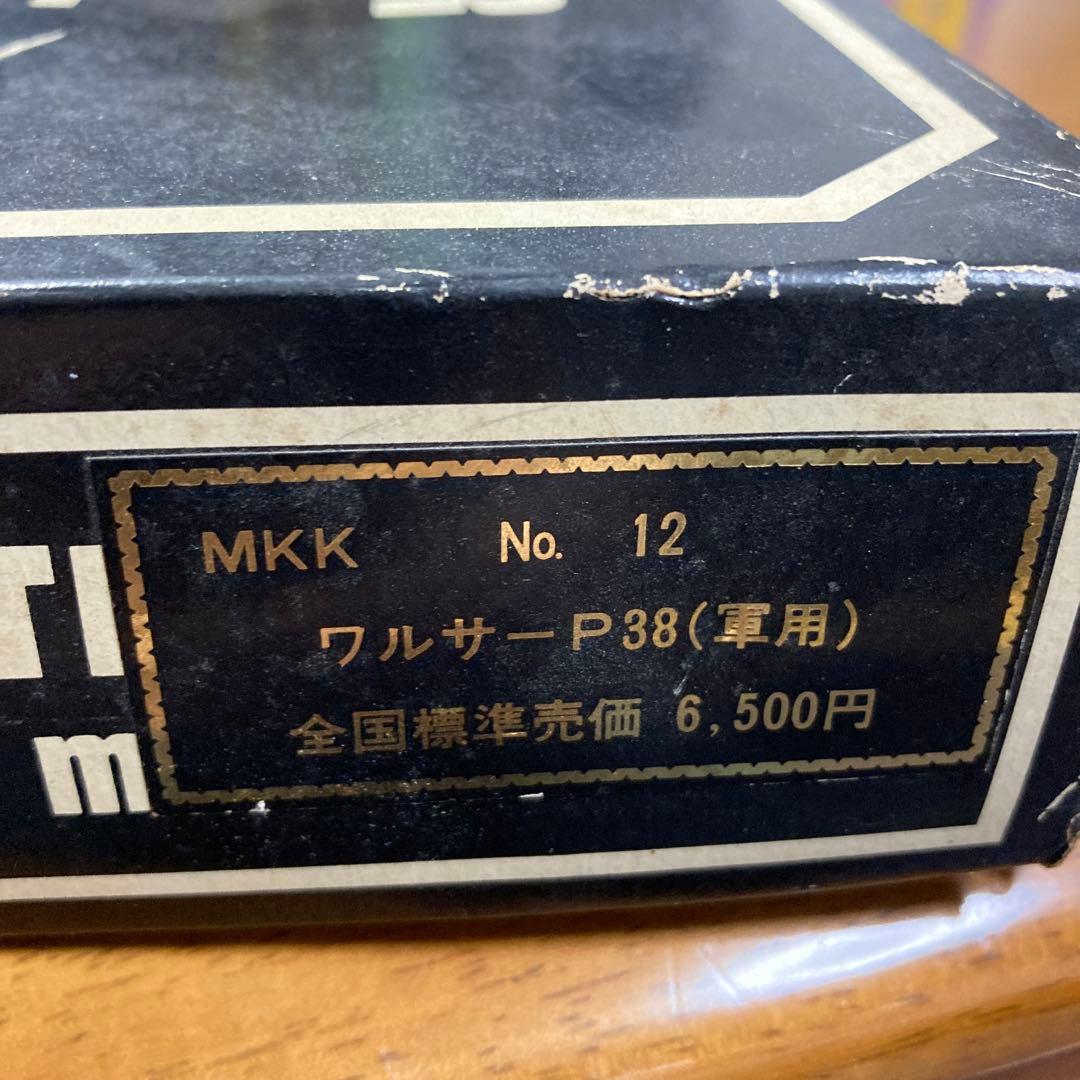 MKK No. 12
ワルサーP38(軍用)
全国標準売価 6,500円
TI
m